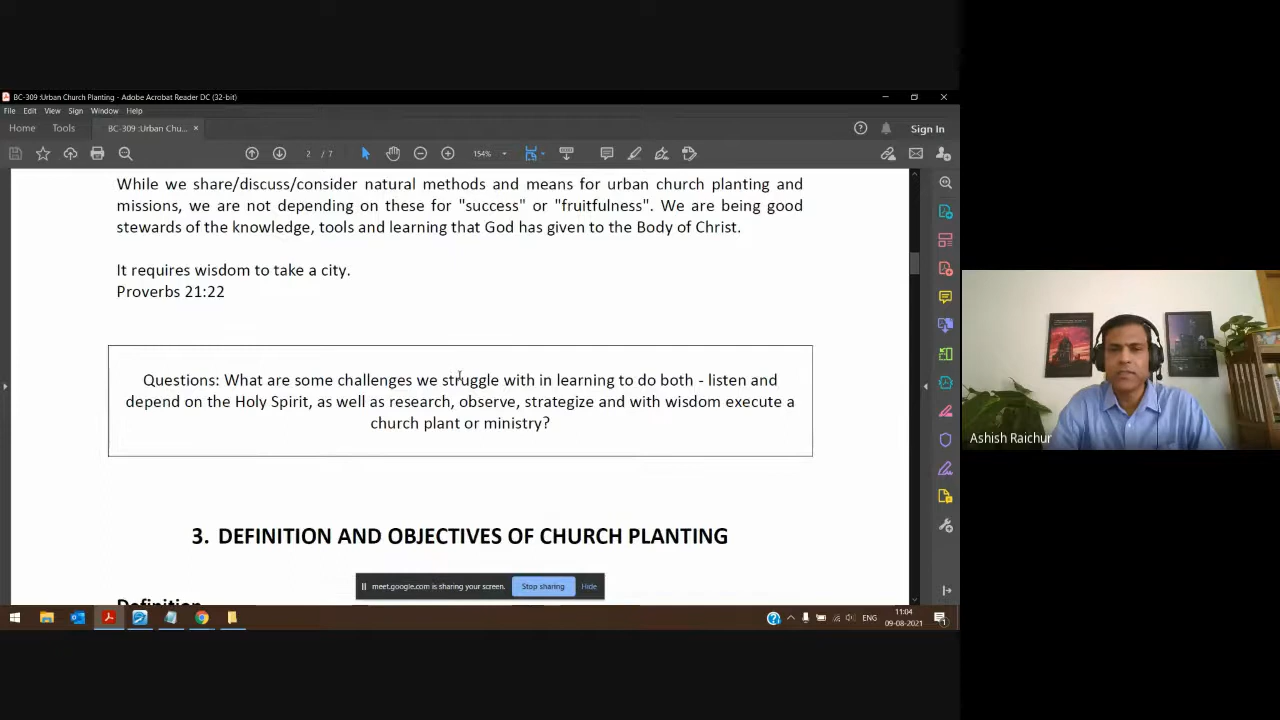 BC-309 :Urban Church Planting - Adobe Acrobat Reader DC (32-bit)
File Edit View Sign Window Help
Home Tools BC-309 :Urban Chu... × Sign In
2 / 7 154%
While we share/discuss/consider natural methods and means for urban church planting and
missions, we are not depending on these for "success" or "fruitfulness". We are being good
stewards of the knowledge, tools and learning that God has given to the Body of Christ.
It requires wisdom to take a city.
Proverbs 21:22
Questions: What are some challenges we struggle with in learning to do both - listen and
depend on the Holy Spirit, as well as research, observe, strategize and with wisdom execute a
church plant or ministry?
3. DEFINITION AND OBJECTIVES OF CHURCH PLANTING
Definition
meet.google.com is sharing your screen. Stop sharing Hide
ENG
11:04
09-08-2021
Ashish Raichur